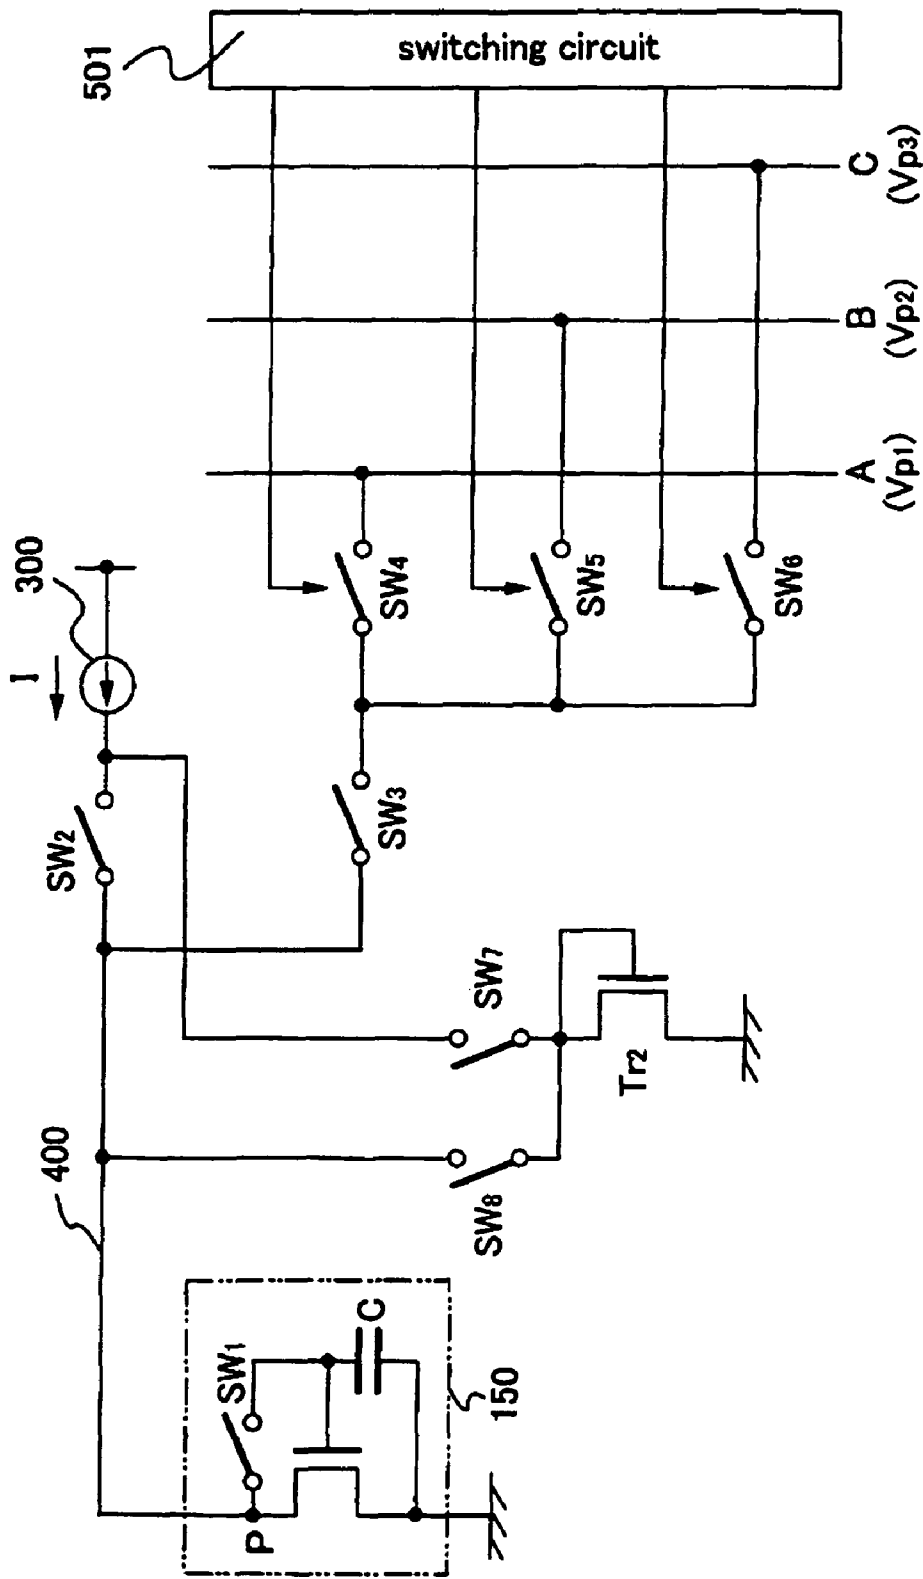 501
switching circuit
C
(Vp3)
B
(Vp2)
A
(Vp1)
300
I
SW4
SW5
SW6
SW2
SW3
SW7
Tr2
400
SW8
SW1
C
P
150